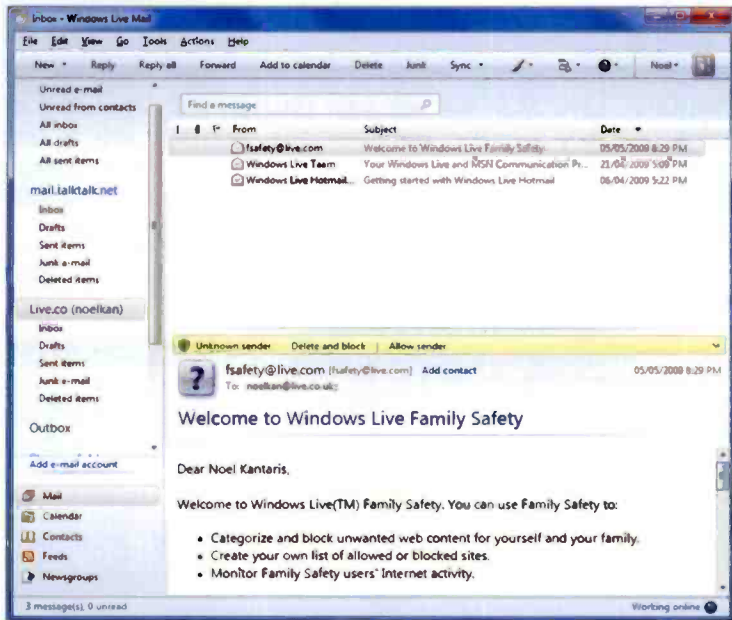 Inbox - Windows Live Mail
File Edit View Go Tools Actions Help
New Reply Reply all Forward Add to calendar Delete Junk Sync Noel
Unread e-mail
Unread from contacts
All inbox
All drafts
All sent items
mail.talktalk.net
Inbox
Drafts
Sent items
Junk e-mail
Deleted items
Live.co (noelkan)
Inbox
Drafts
Sent items
Junk e-mail
Deleted items
Outbox
Add e-mail account
Mail
Calendar
Contacts
Feeds
Newsgroups
Find a message
From Subject Date
fsafety@live.com Welcome to Windows Live Family Safety 05/05/2009 8:29 PM
Windows Live Team Your Windows Live and MSN Communication Pr... 21/04/2009 5:09 PM
Windows Live Hotmail... Getting started with Windows Live Hotmail 06/04/2009 5:22 PM
Unknown sender Delete and block Allow sender
fsafety@live.com [fsafety@live.com] Add contact 05/05/2009 8:29 PM
To: noelkan@live.co.uk;
Welcome to Windows Live Family Safety
Dear Noel Kantaris,
Welcome to Windows Live(TM) Family Safety. You can use Family Safety to:
• Categorize and block unwanted web content for yourself and your family.
• Create your own list of allowed or blocked sites.
• Monitor Family Safety users' Internet activity.
3 message(s), 0 unread Working online